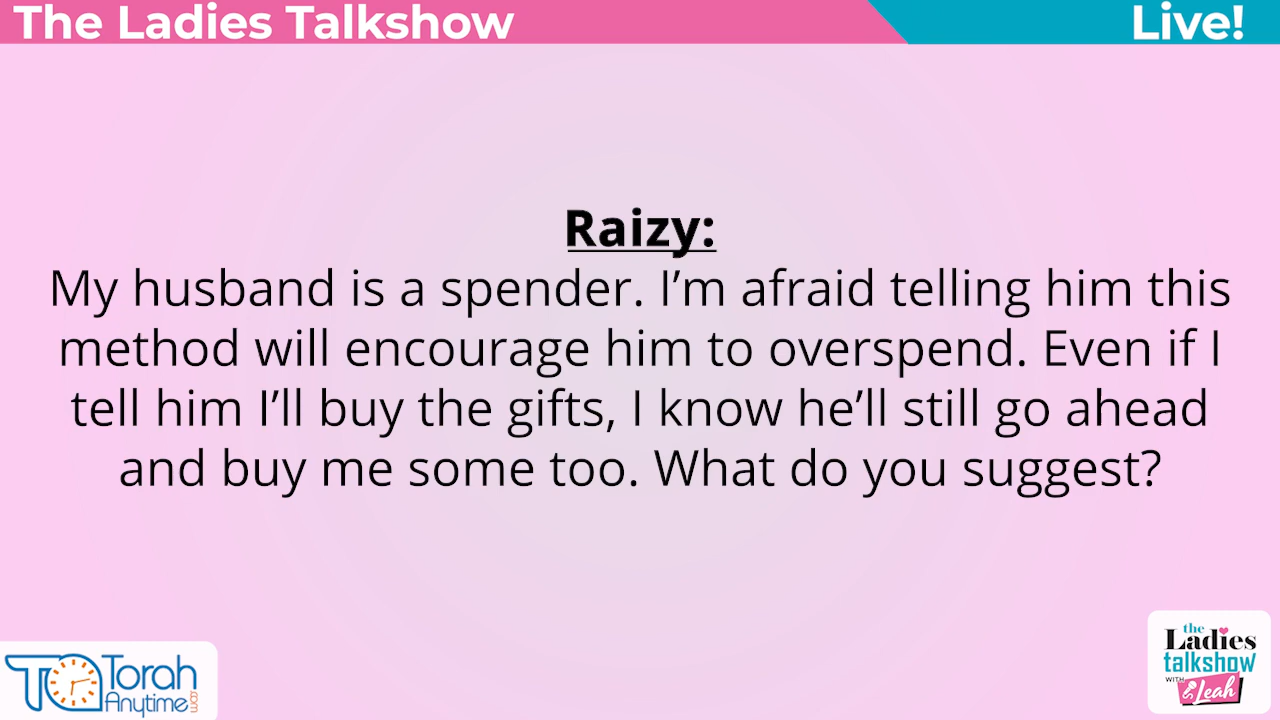 The Ladies Talkshow
Live!
Raizy:
My husband is a spender. I’m afraid telling him this
method will encourage him to overspend. Even if I
tell him I’ll buy the gifts, I know he’ll still go ahead
and buy me some too. What do you suggest?
TA Torah
Anytime
.COM
the
Ladies
talkshow
WITH
Leah